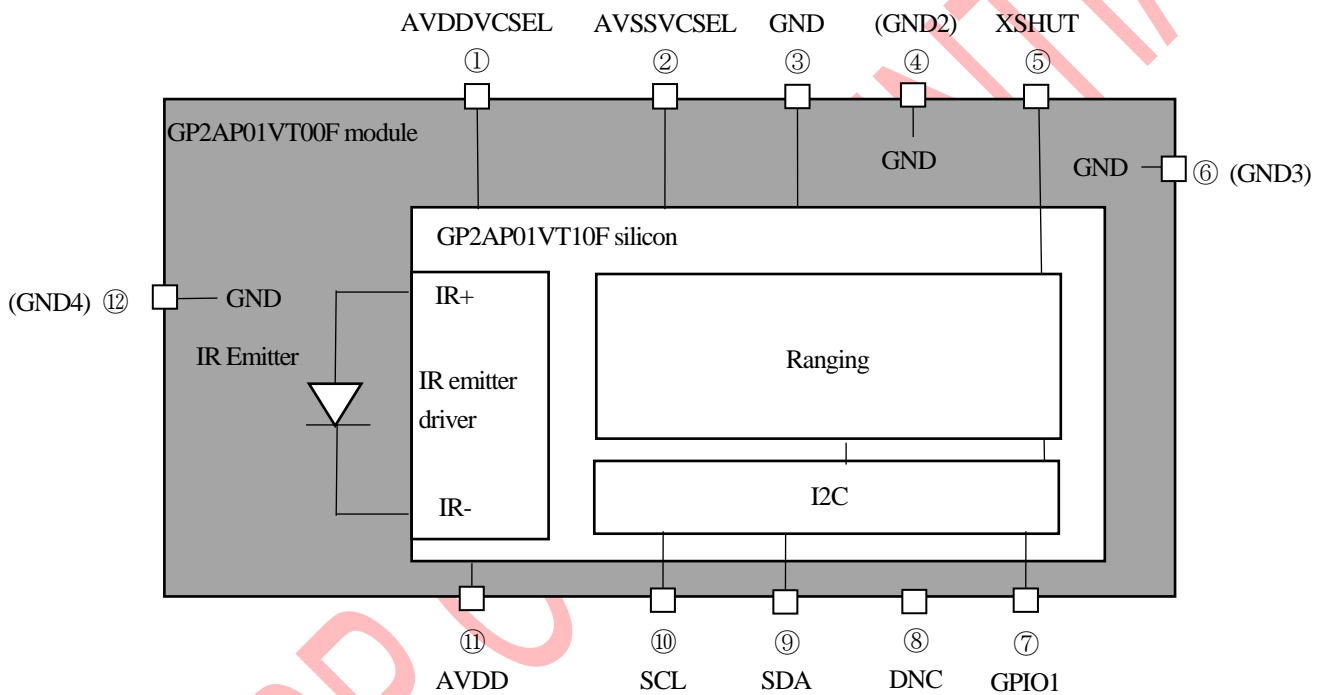 AVDDVCSEL AVSSVCSEL GND (GND2) XSHUT
① ② ③ ④ ⑤
GP2AP01VT00F module
GND
GND ⑥ (GND3)
GP2AP01VT10F silicon
(GND4) ⑫ GND
IR+
IR Emitter
Ranging
IR emitter
driver
IR-
I2C
⑪ ⑩ ⑨ ⑧ ⑦
AVDD SCL SDA DNC GPIO1